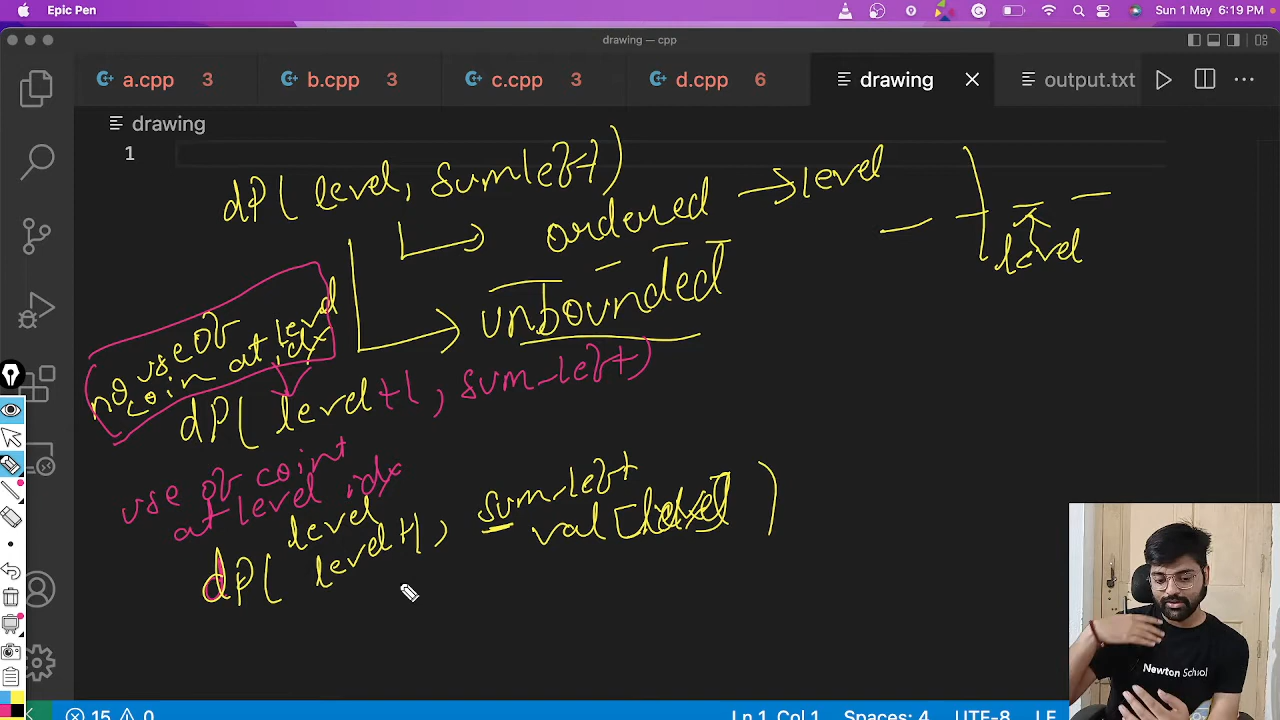 Epic Pen
Sun 1 May 6:19 PM
drawing — cpp
a.cpp 3
b.cpp 3
c.cpp 3
d.cpp 6
drawing
output.txt
drawing
1
dP( level, sumleft)
ordered → level
level
unbounded
no use of
coin at level
idx
dP( level+1, sum-left)
use of coint
at level idx
level
sum-left
dP( level+1, val [level] )
Newton School
15 0
Ln 1, Col 1 Spaces: 4 UTF-8 LF